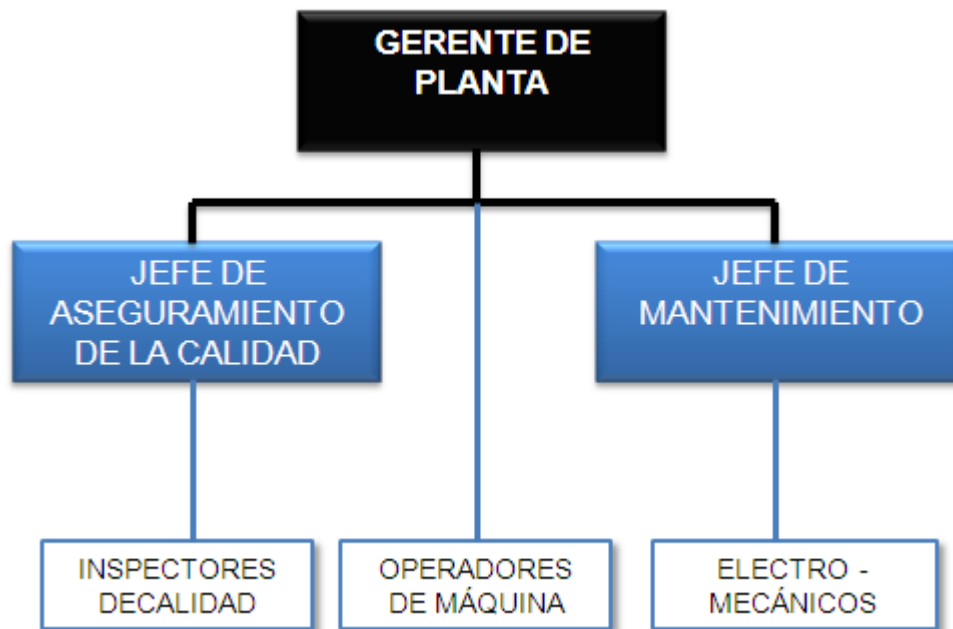 GERENTE DE
PLANTA
JEFE DE
ASEGURAMIENTO
DE LA CALIDAD
JEFE DE
MANTENIMIENTO
INSPECTORES
DECALIDAD
OPERADORES
DE MÁQUINA
ELECTRO -
MECÁNICOS